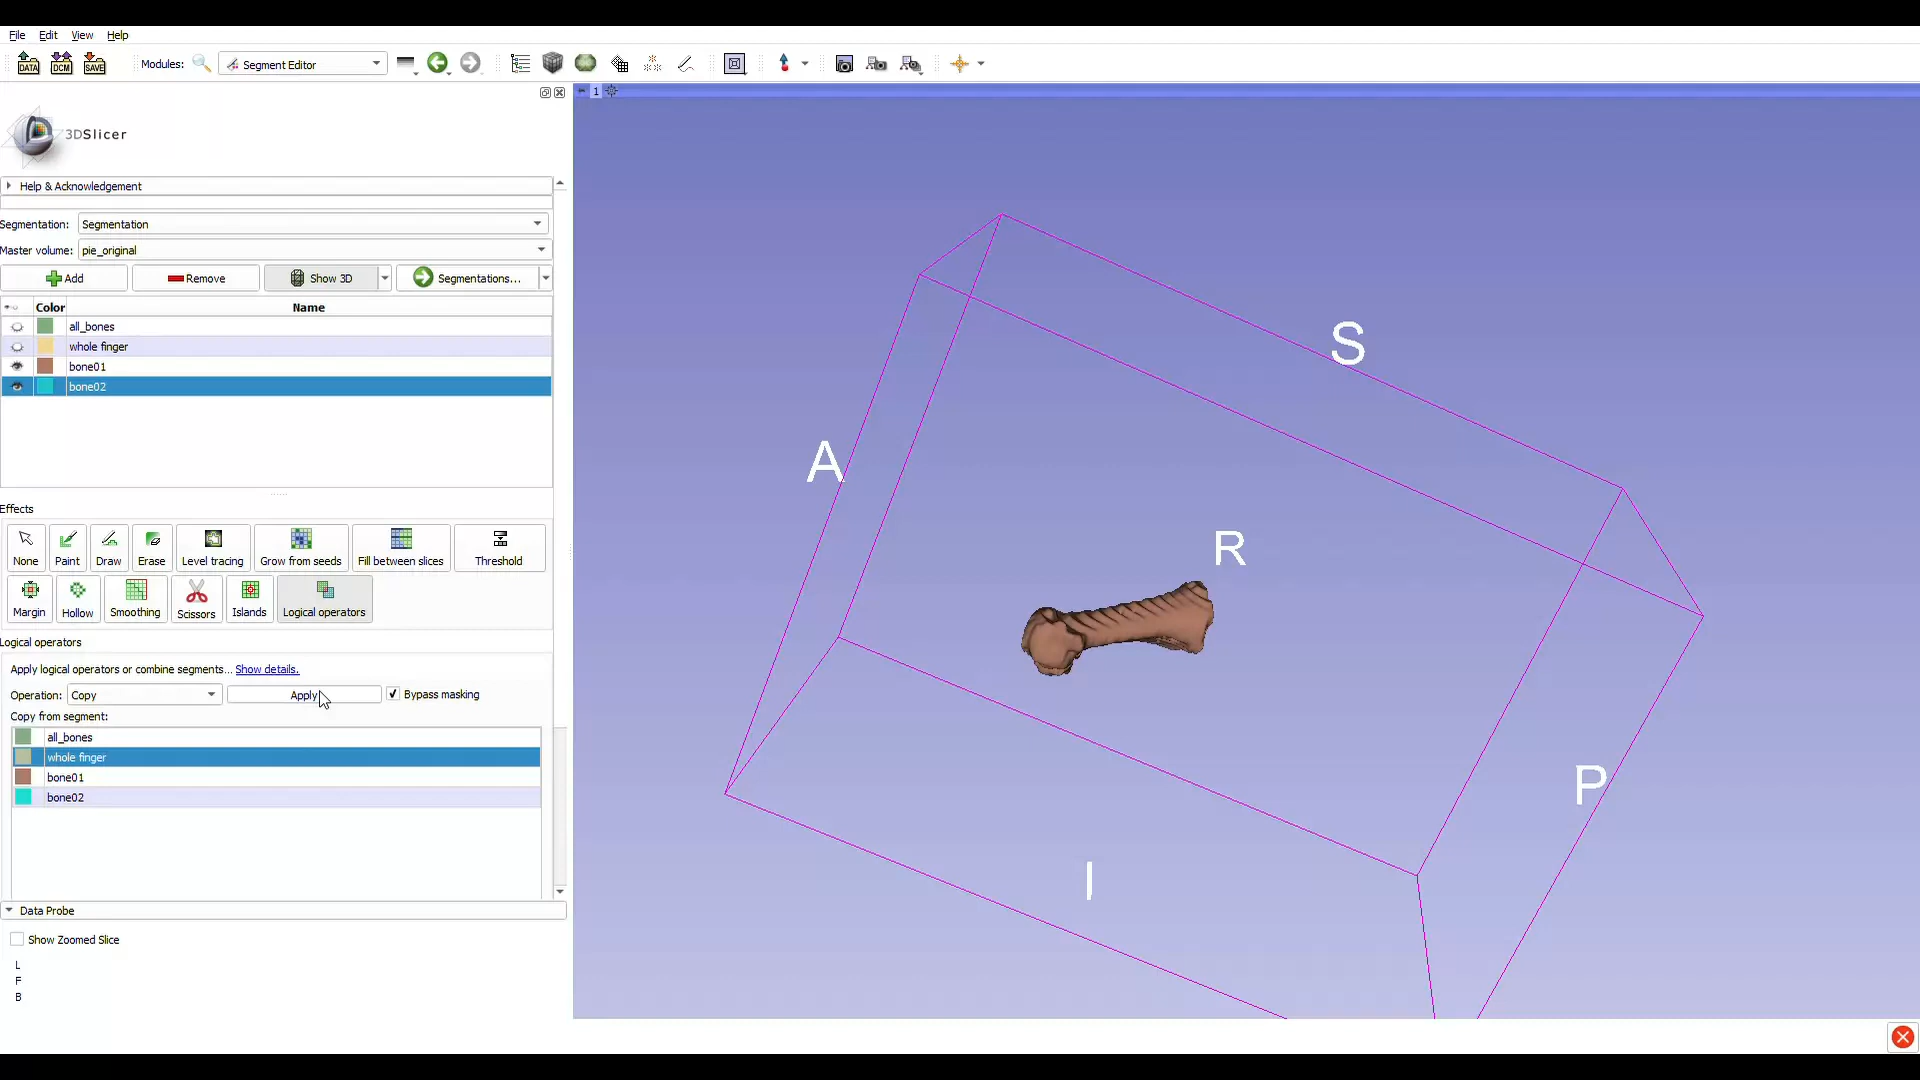 File Edit View Help
DATA DCM SAVE Modules: Segment Editor
1
3DSlicer
Help & Acknowledgement
Segmentation: Segmentation
Master volume: pie_original
Add Remove Show 3D Segmentations...
Color Name
all_bones
whole finger
bone01
bone02
Effects
None Paint Draw Erase Level tracing Grow from seeds Fill between slices Threshold
Margin Hollow Smoothing Scissors Islands Logical operators
Logical operators
Apply logical operators or combine segments... Show details.
Operation: Copy Apply Bypass masking
Copy from segment:
all_bones
whole finger
bone01
bone02
Data Probe
Show Zoomed Slice
L
F
B
S
A
R
P
I